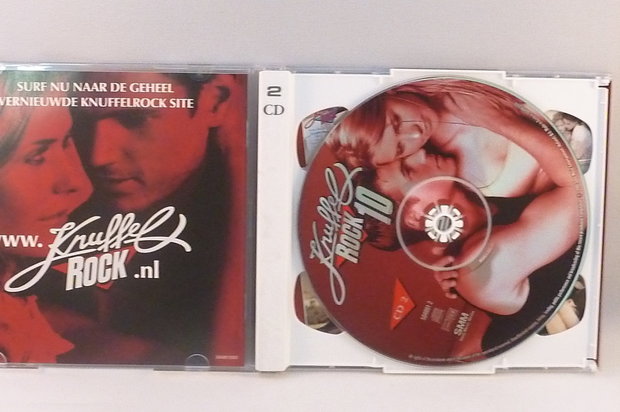 SURF NU NAAR DE GEHEEL
VERNIEUWDE KNUFFELROCK SITE
www. Knuffel
ROCK .nl
2
CD
Knuffel
ROCK 10
CD 2
SMM